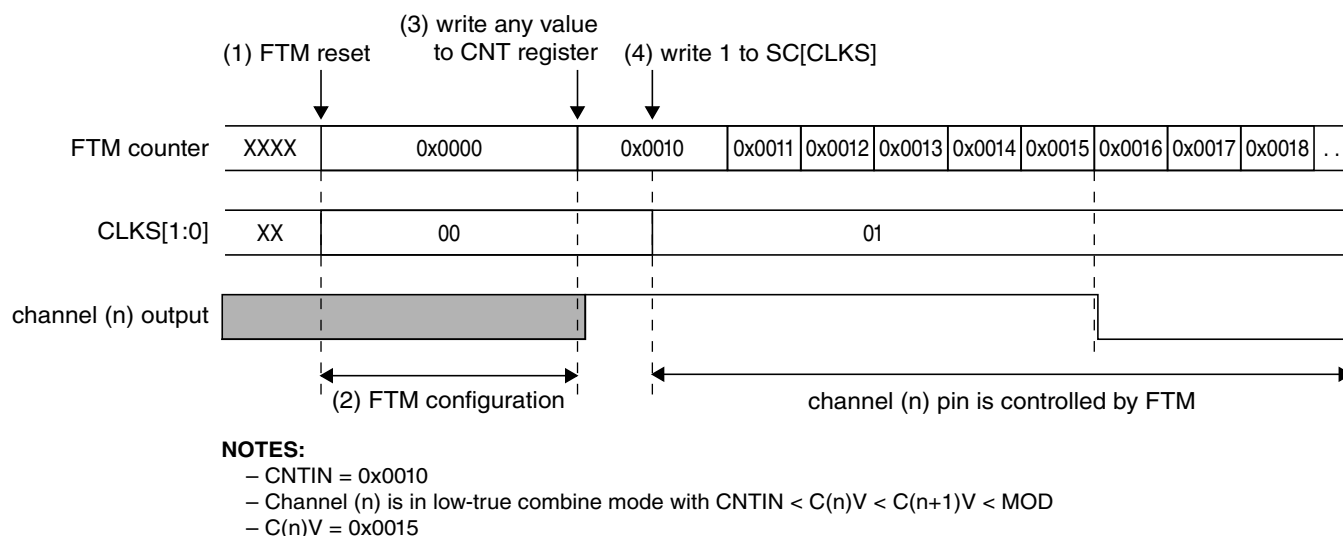 (3) write any value
(1) FTM reset to CNT register (4) write 1 to SC[CLKS]
FTM counter XXXX 0x0000 0x0010 0x0011 0x0012 0x0013 0x0014 0x0015 0x0016 0x0017 0x0018 . .
CLKS[1:0] XX 00 01
channel (n) output
(2) FTM configuration channel (n) pin is controlled by FTM
NOTES:
– CNTIN = 0x0010
– Channel (n) is in low-true combine mode with CNTIN < C(n)V < C(n+1)V < MOD
– C(n)V = 0x0015